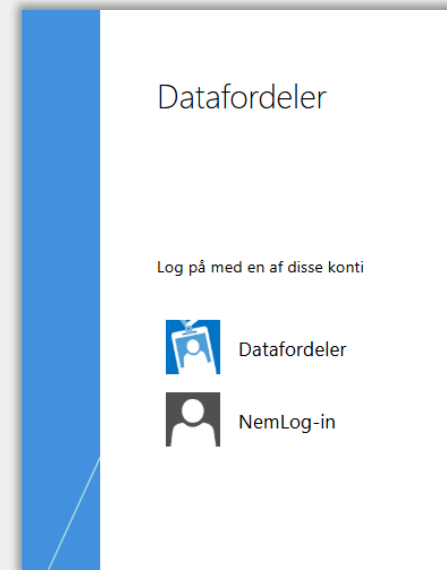 Datafordeler
Log på med en af disse konti
Datafordeler
NemLog-in